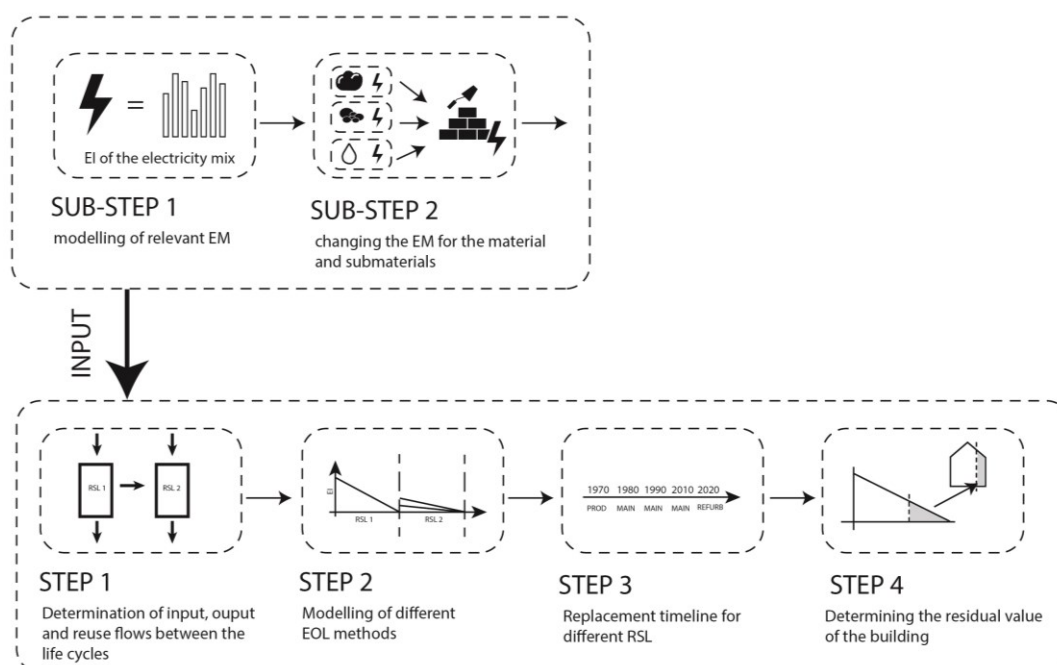 =
EI of the electricity mix
SUB-STEP 1
modelling of relevant EM
SUB-STEP 2
changing the EM for the material
and submaterials
INPUT
RSL 1
RSL 2
STEP 1
Determination of input, ouput
and reuse flows between the
life cycles
EI
RSL 1
RSL 2
STEP 2
Modelling of different
EOL methods
1970 1980 1990 2010 2020
PROD MAIN MAIN MAIN REFURB
STEP 3
Replacement timeline for
different RSL
STEP 4
Determining the residual value
of the building